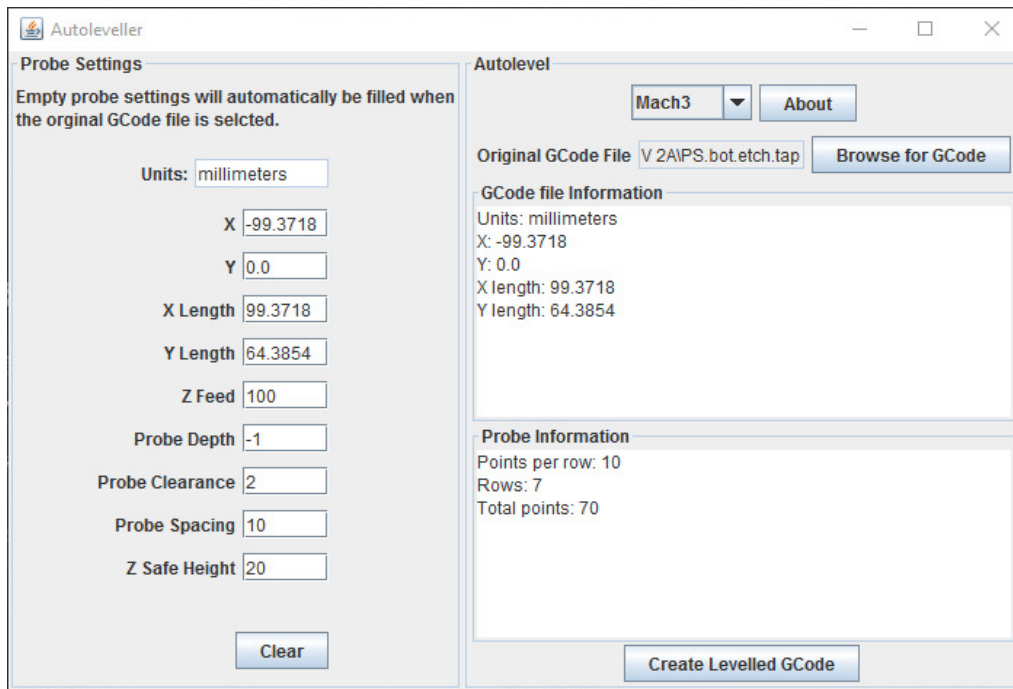 Autoleveller
Probe Settings
Empty probe settings will automatically be filled when
the orginal GCode file is selcted.
Units: millimeters
X -99.3718
Y 0.0
X Length 99.3718
Y Length 64.3854
Z Feed 100
Probe Depth -1
Probe Clearance 2
Probe Spacing 10
Z Safe Height 20
Clear
Autolevel
Mach3 About
Original GCode File V 2A\PS.bot.etch.tap Browse for GCode
GCode file Information
Units: millimeters
X: -99.3718
Y: 0.0
X length: 99.3718
Y length: 64.3854
Probe Information
Points per row: 10
Rows: 7
Total points: 70
Create Levelled GCode